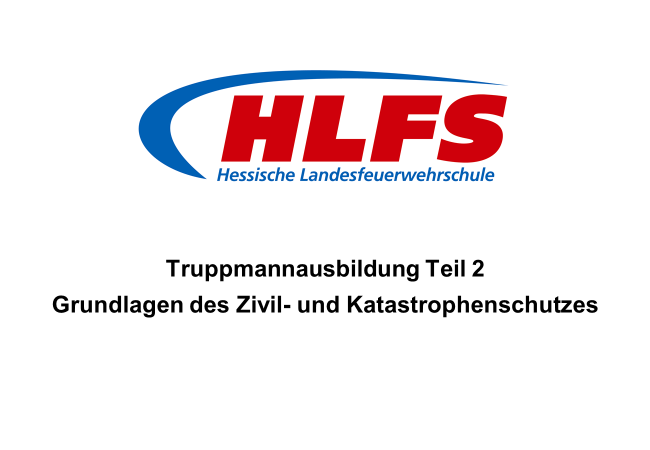 HLFS
Hessische Landesfeuerwehrschule
Truppmannausbildung Teil 2
Grundlagen des Zivil- und Katastrophenschutzes